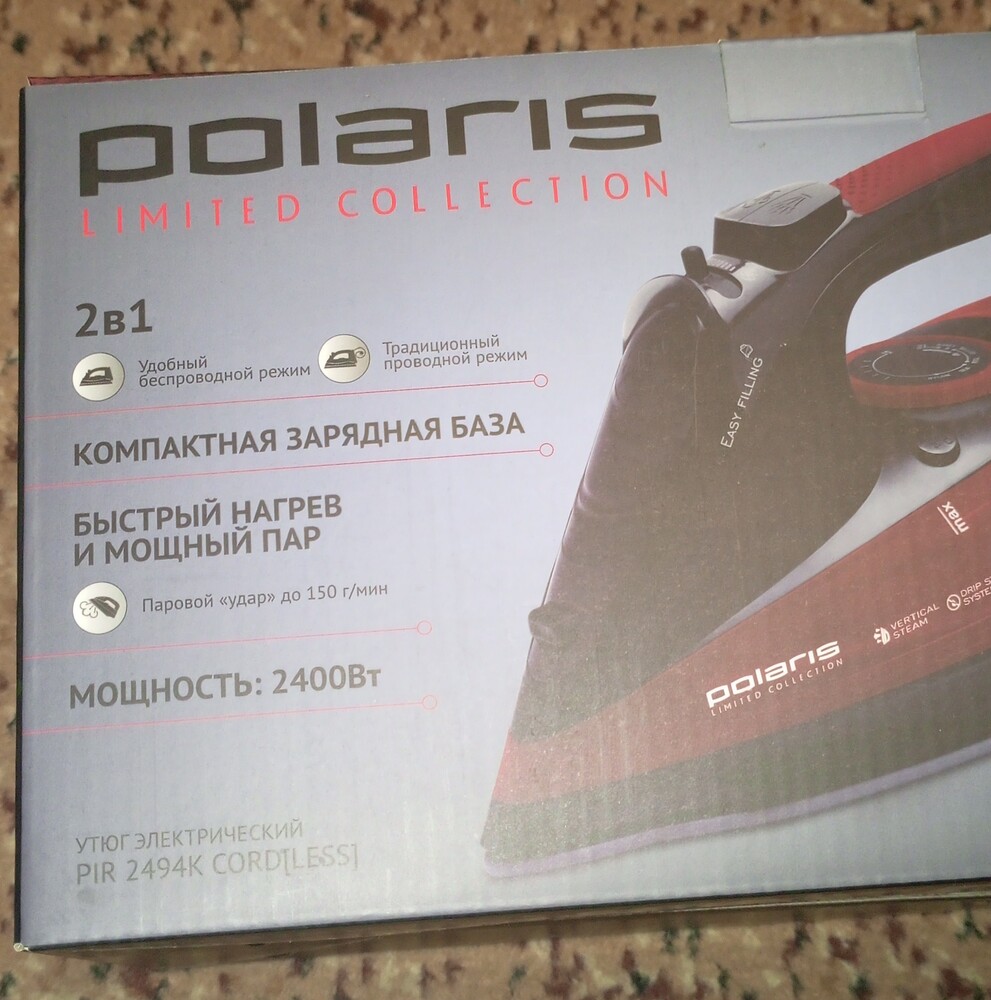 polaris
LIMITED COLLECTION
2в1
Удобный
беспроводной режим
Традиционный
проводной режим
КОМПАКТНАЯ ЗАРЯДНАЯ БАЗА
БЫСТРЫЙ НАГРЕВ
И МОЩНЫЙ ПАР
Паровой «удар» до 150 г/мин
МОЩНОСТЬ: 2400Вт
УТЮГ ЭЛЕКТРИЧЕСКИЙ
PIR 2494K CORD[LESS]
EASY FILLING
max
VERTICAL
STEAM
DRIP
polaris
LIMITED COLLECTION